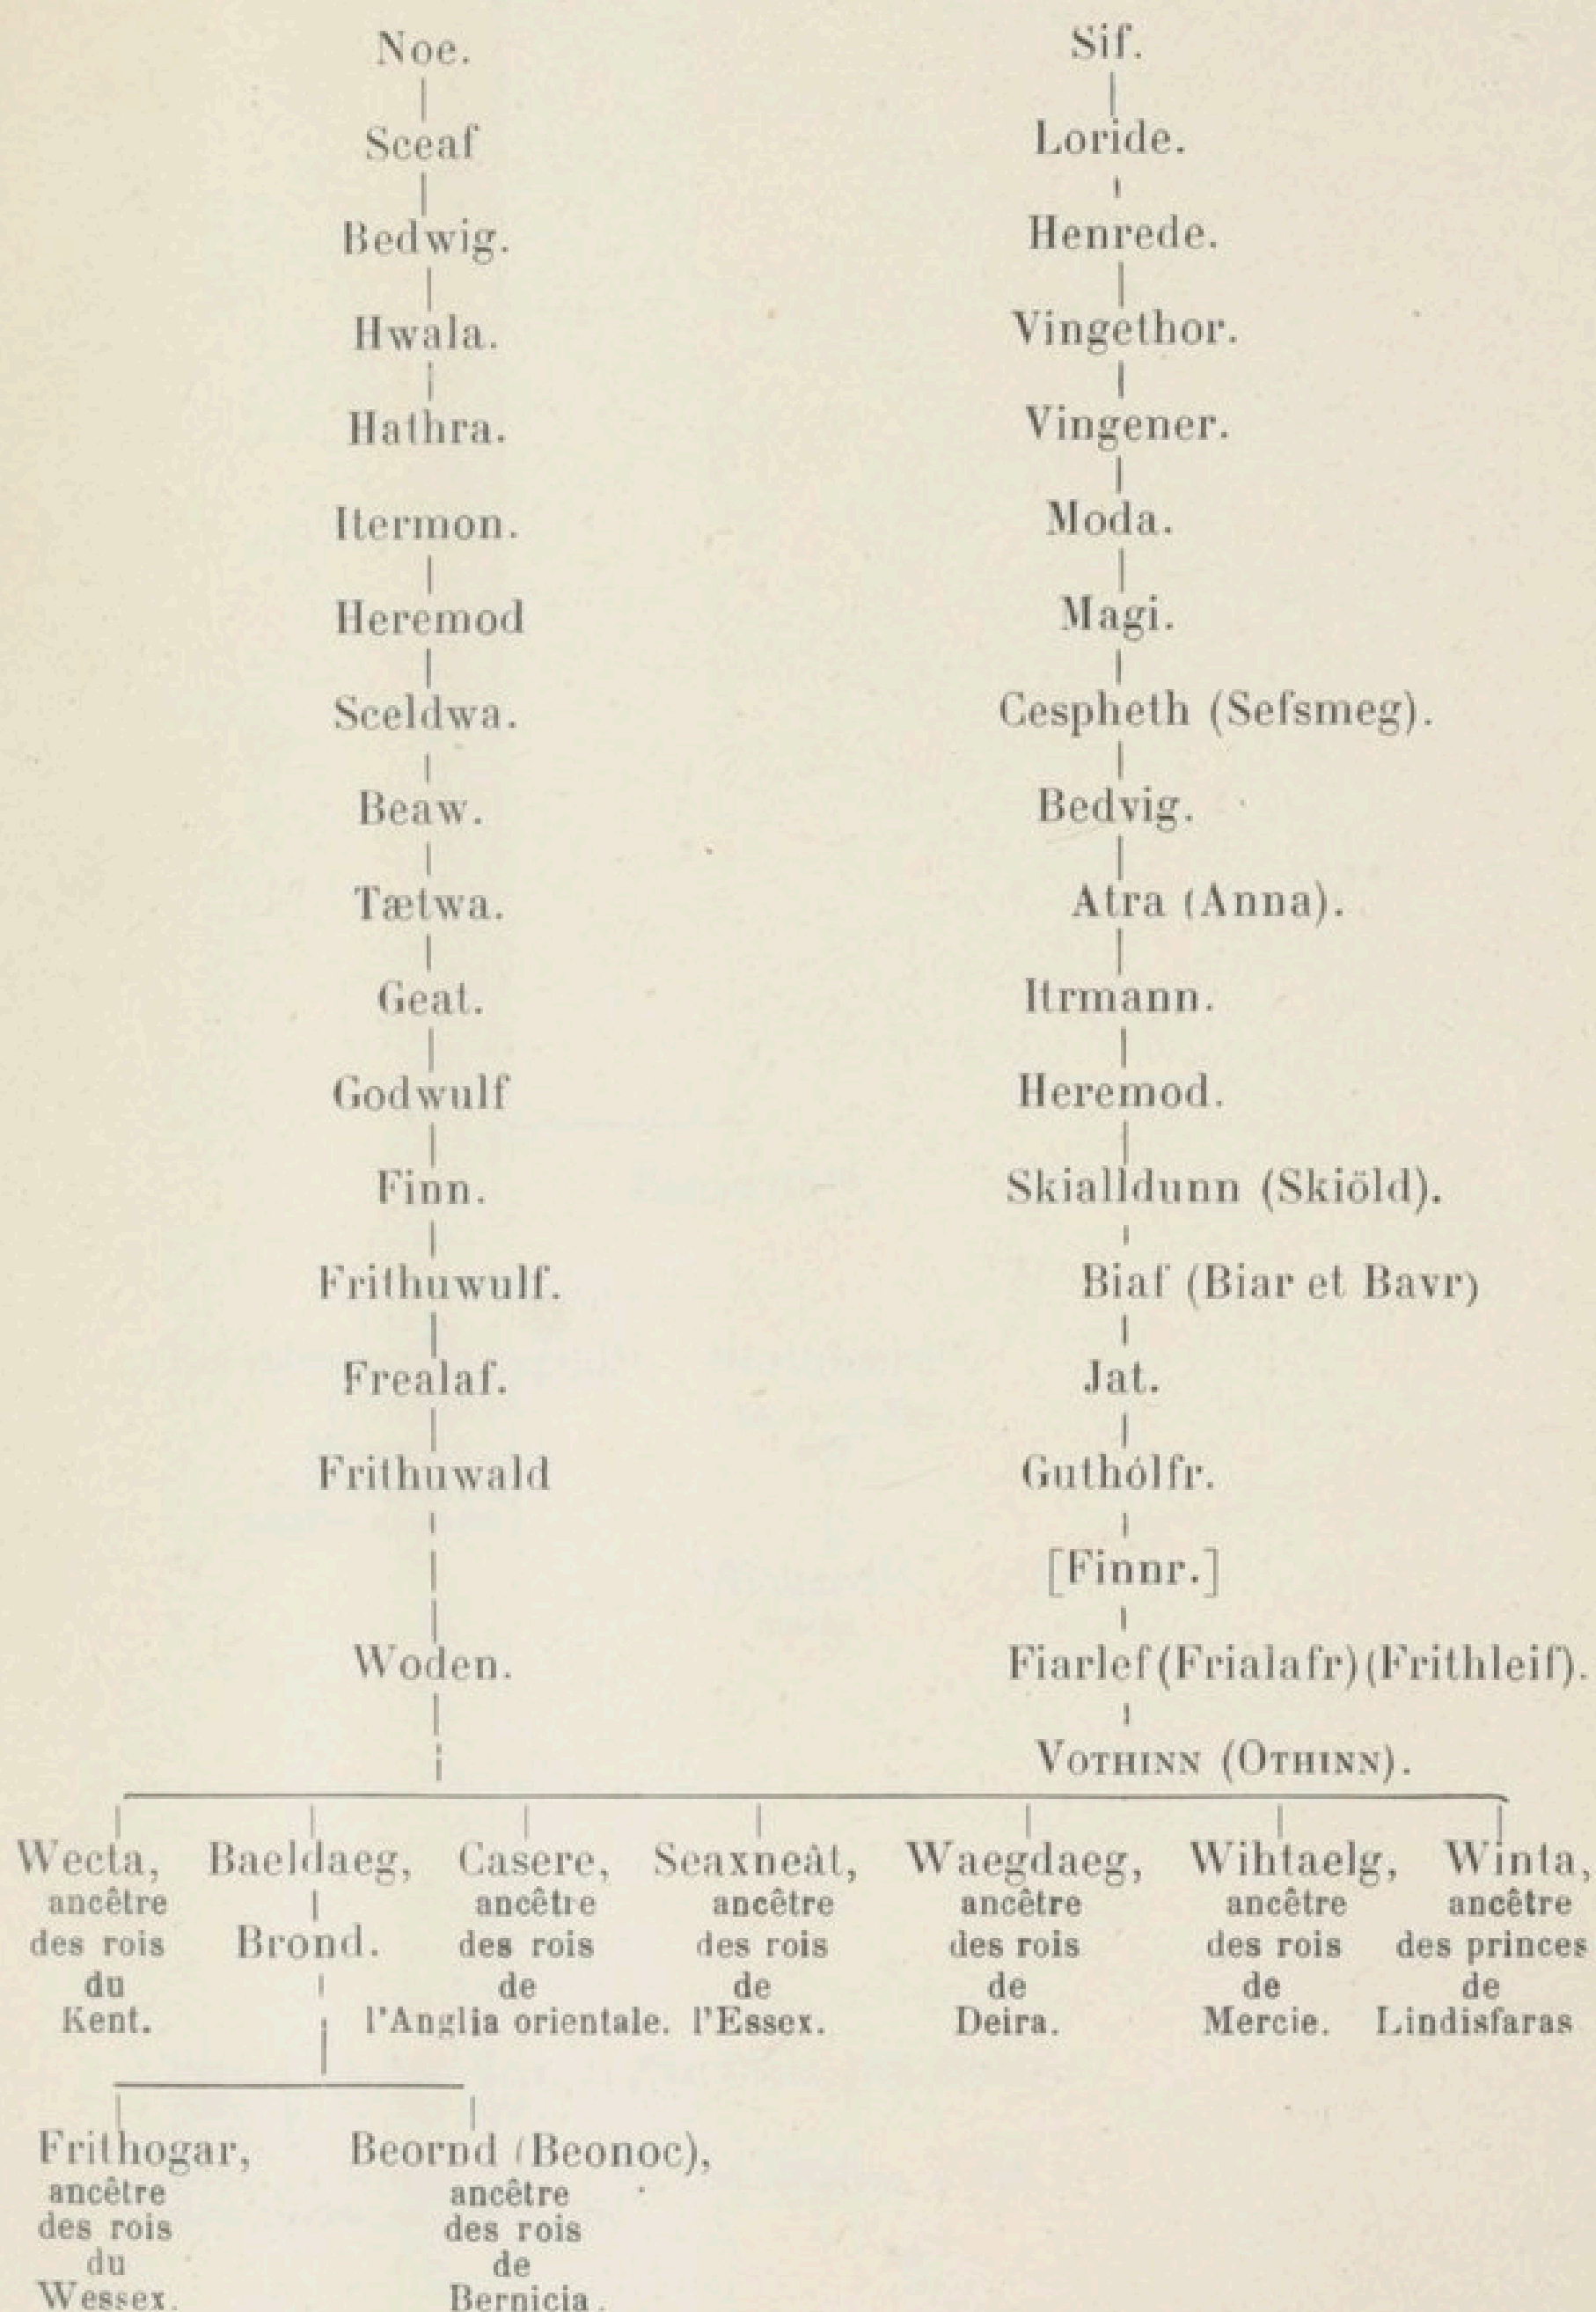 Noe. Sif.
Sceaf Loride.
Bedwig. Henrede.
Hwala. Vingethor.
Hathra. Vingener.
Itermon. Moda.
Heremod Magi.
Sceldwa. Cespheth (Sefsmeg).
Beaw. Bedvig.
Tætwa. Atra (Anna).
Geat. Itrmann.
Godwulf Heremod.
Finn. Skialldunn (Skiöld).
Frithuwulf. Biaf (Biar et Bavr)
Frealaf. Jat.
Frithuwald Guthólfr.
[Finnr.]
Woden. Fiarlef (Frialafr) (Frithleif).
VOTHINN (OTHINN).
Wecta, Baeldaeg, Casere, Seaxneât, Waegdaeg, Wihtaelg, Winta,
ancêtre ancêtre ancêtre ancêtre ancêtre ancêtre
des rois Brond. des rois des rois des rois des rois des princes
du de de de de de
Kent. l'Anglia orientale. l'Essex. Deira. Mercie. Lindisfaras
Frithogar, Beornd (Beonoc),
ancêtre ancêtre
des rois des rois
du de
Wessex. Bernicia.